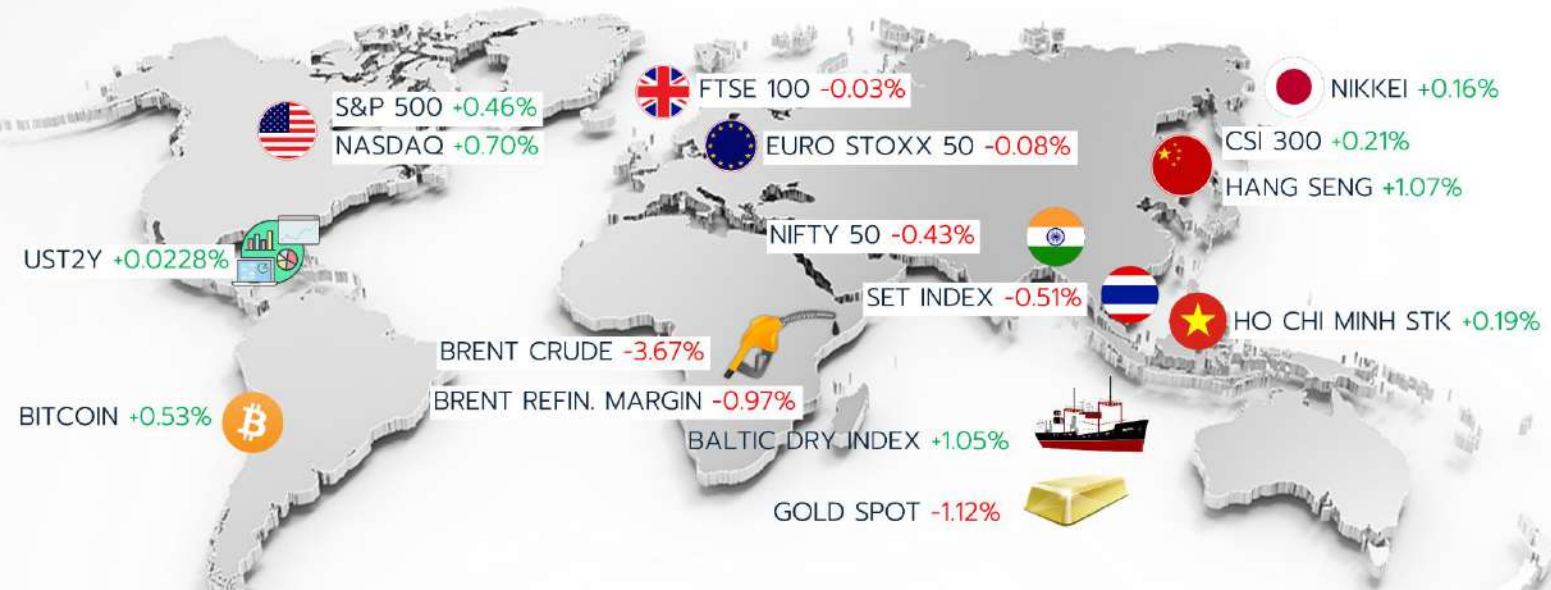 S&P 500 +0.46%
NASDAQ +0.70%
FTSE 100 -0.03%
EURO STOXX 50 -0.08%
NIKKEI +0.16%
CSI 300 +0.21%
HANG SENG +1.07%
UST2Y +0.0228%
NIFTY 50 -0.43%
SET INDEX -0.51%
HO CHI MINH STK +0.19%
BRENT CRUDE -3.67%
BRENT REFIN. MARGIN -0.97%
BITCOIN +0.53%
BALTIC DRY INDEX +1.05%
GOLD SPOT -1.12%